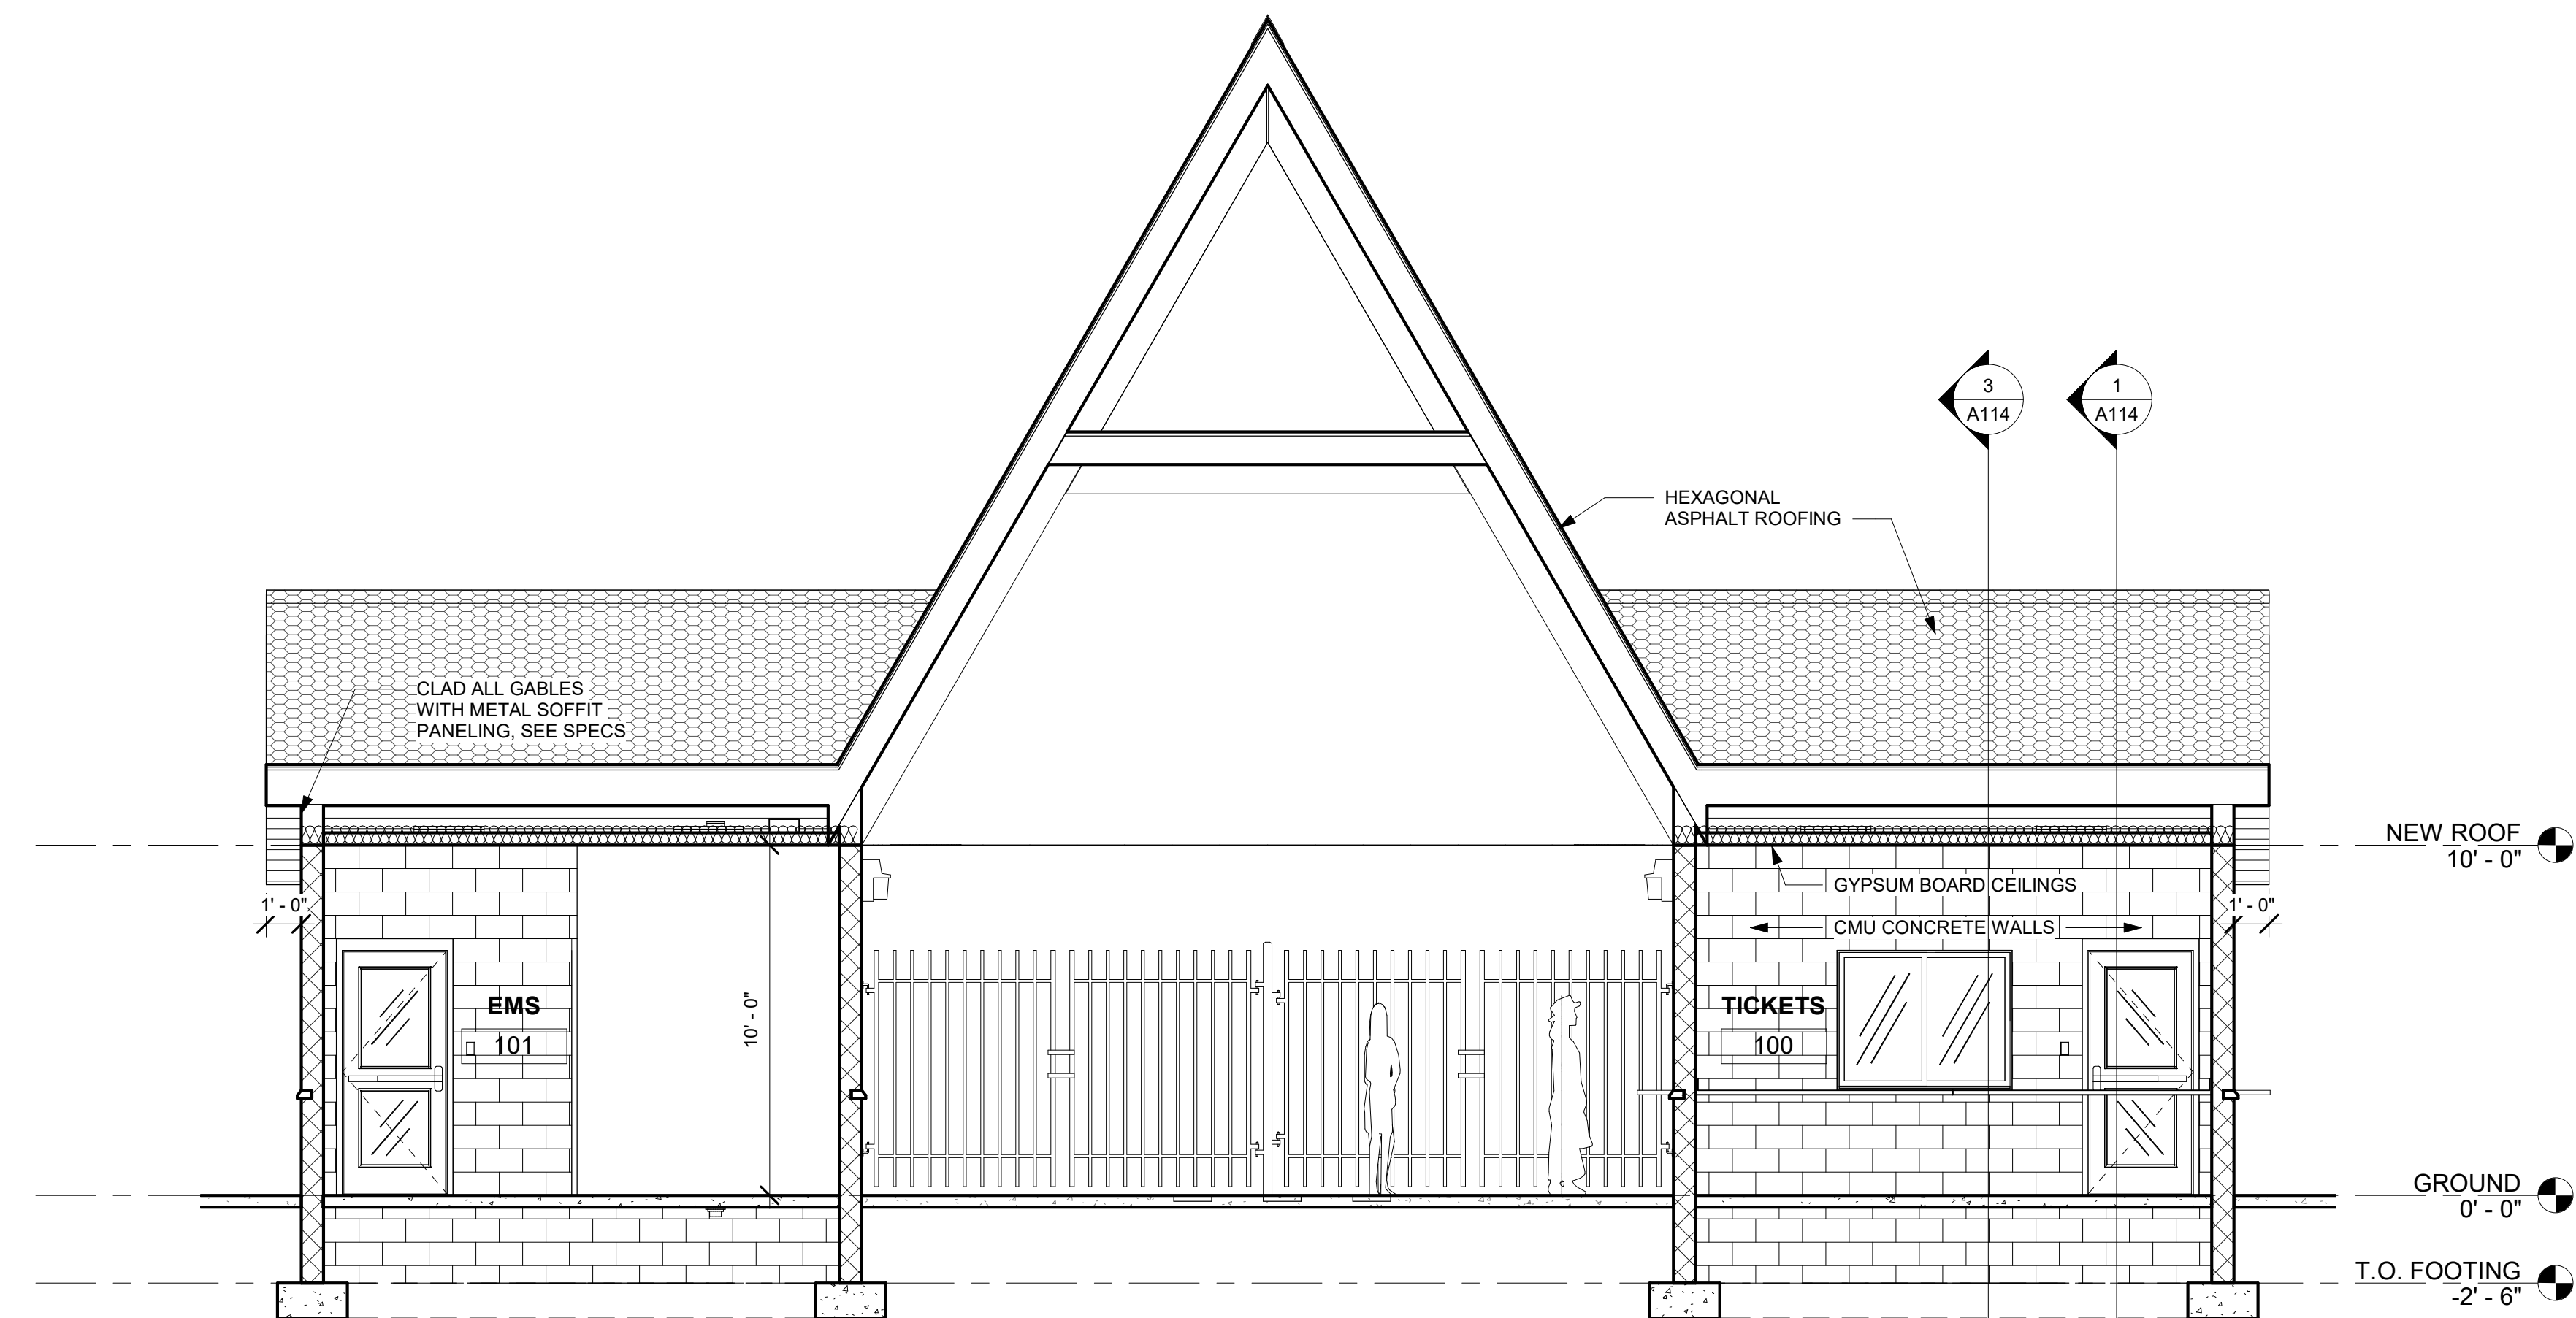 3
A114
1
A114
HEXAGONAL
ASPHALT ROOFING
CLAD ALL GABLES
WITH METAL SOFFIT
PANELING, SEE SPECS
NEW ROOF
10' - 0"
GYPSUM BOARD CEILINGS
1' - 0"
1' - 0"
CMU CONCRETE WALLS
EMS
101
10' - 0"
TICKETS
100
GROUND
0' - 0"
T.O. FOOTING
-2' - 6"